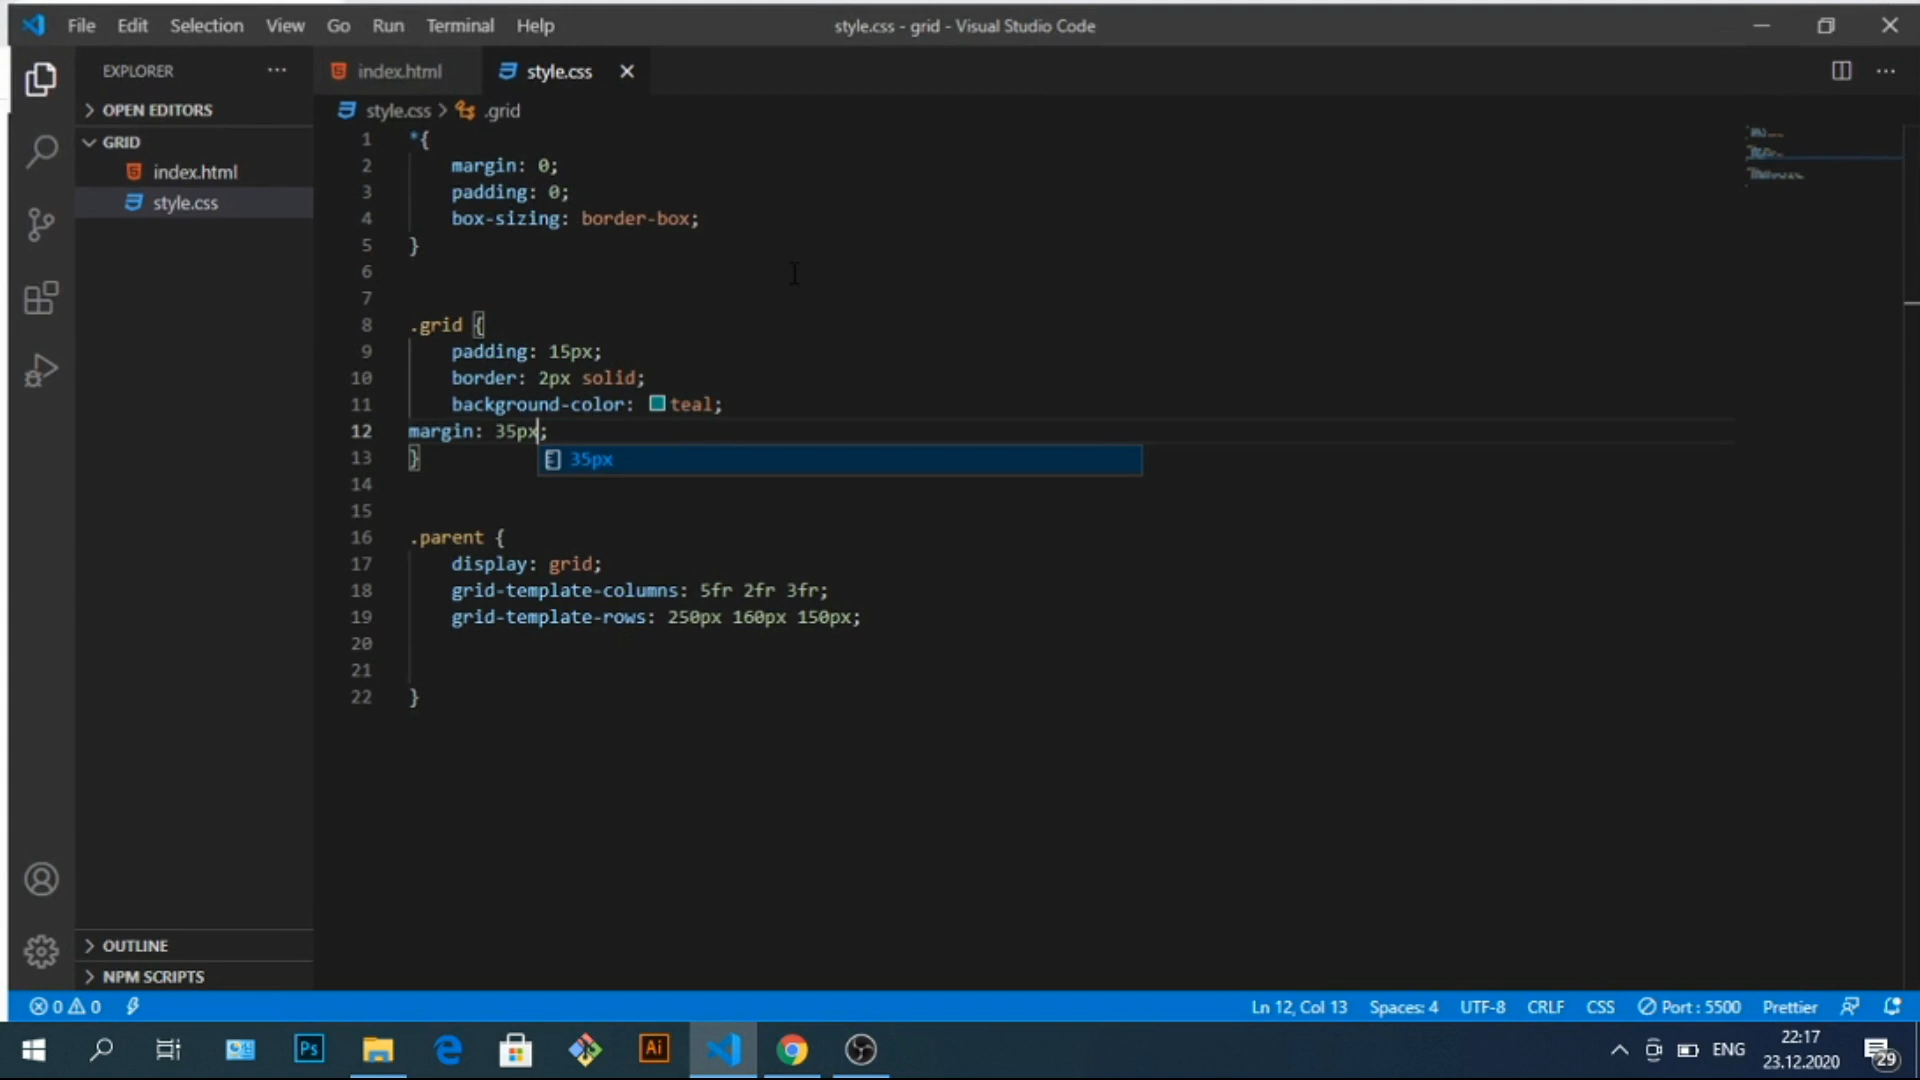 File Edit Selection View Go Run Terminal Help
style.css - grid - Visual Studio Code
EXPLORER ···
index.html
style.css
OPEN EDITORS
style.css > .grid
GRID
index.html
style.css
1 *{
2 margin: 0;
3 padding: 0;
4 box-sizing: border-box;
5 }
6
7
8 .grid {
9 padding: 15px;
10 border: 2px solid;
11 background-color: teal;
12 margin: 35px;
13 }
35px
14
15
16 .parent {
17 display: grid;
18 grid-template-columns: 5fr 2fr 3fr;
19 grid-template-rows: 250px 160px 150px;
20
21
22 }
OUTLINE
NPM SCRIPTS
0 0
Ln 12, Col 13 Spaces: 4 UTF-8 CRLF CSS Port : 5500 Prettier
Ps
Ai
ENG
22:17
23.12.2020
29